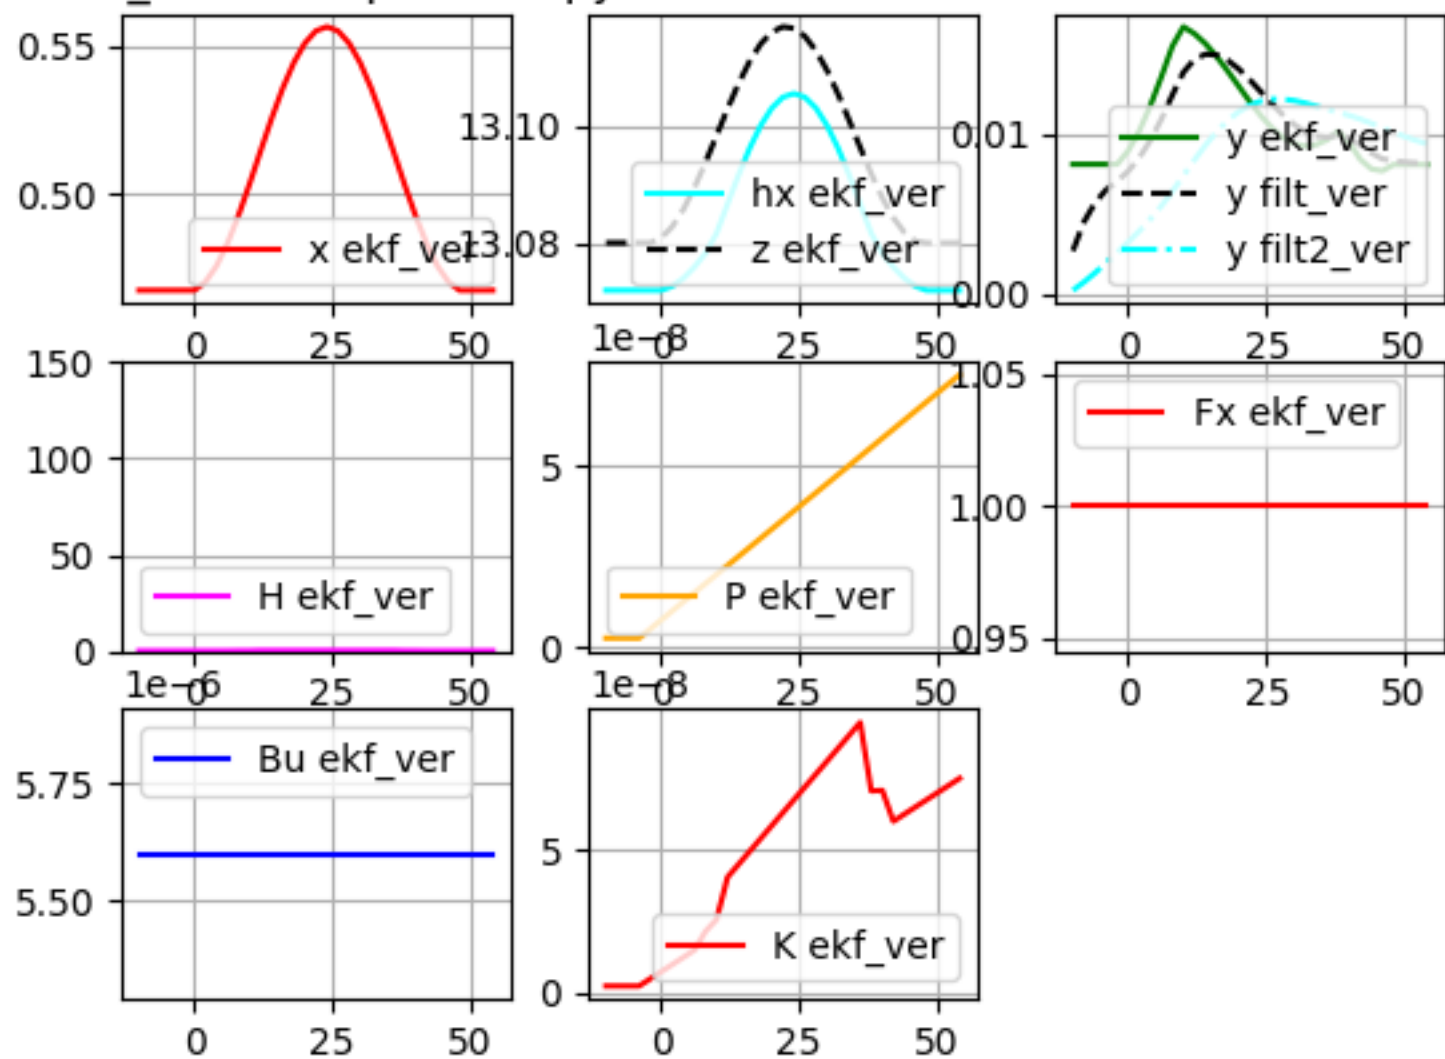 0.55
0.50
x ekf_ver
0 25 50
13.10
13.08
hx ekf_ver
z ekf_ver
0 25 50
0.01
0.00
y ekf_ver
y filt_ver
y filt2_ver
0 25 50
150
100
50
0
H ekf_ver
0 25 50
1e−8
5
0
P ekf_ver
0 25 50
1.05
1.00
0.95
Fx ekf_ver
0 25 50
1e−6
5.75
5.50
Bu ekf_ver
0 25 50
1e−8
5
0
K ekf_ver
0 25 50